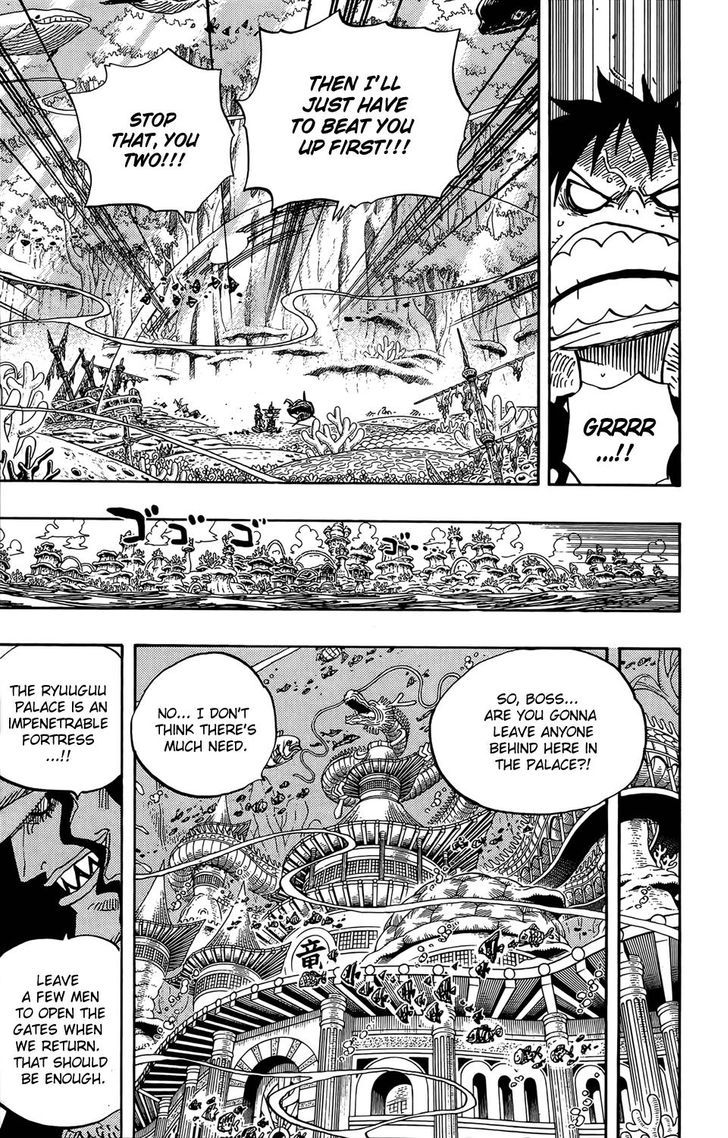 GRRRR
...!!
THEN I'LL
JUST HAVE
TO BEAT YOU
UP FIRST!!!
STOP
THAT, YOU
TWO!!!
ゴゴゴゴ
SO, BOSS...
ARE YOU GONNA
LEAVE ANYONE
BEHIND HERE IN
THE PALACE?!
NO... I DON'T
THINK THERE'S
MUCH NEED.
竜
THE RYUUGUU
PALACE IS AN
IMPENETRABLE
FORTRESS
...!!
LEAVE
A FEW MEN
TO OPEN THE
GATES WHEN
WE RETURN.
THAT SHOULD
BE ENOUGH.